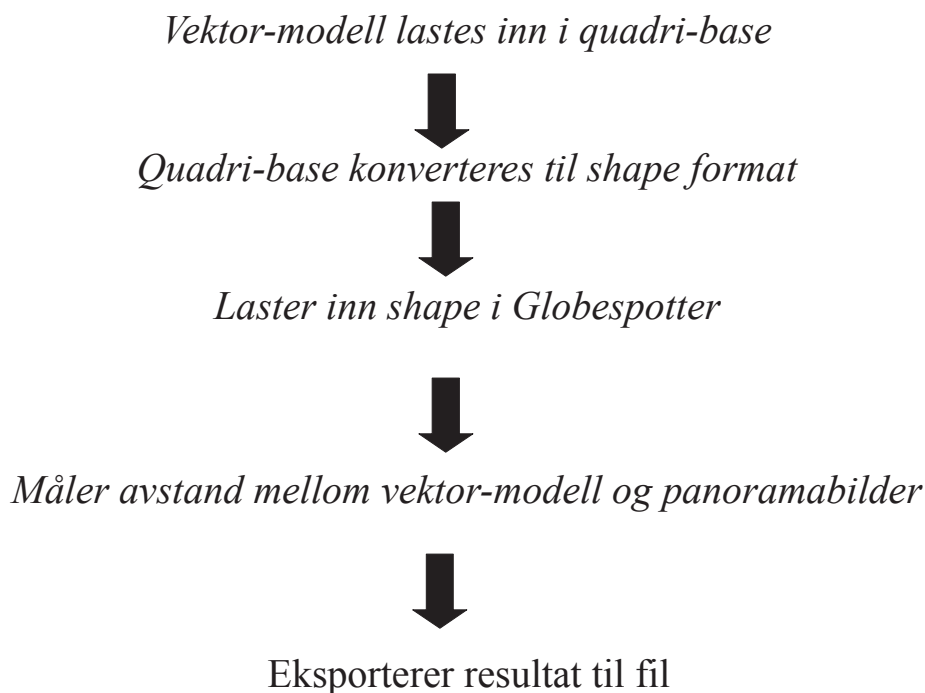 Vektor-modell lastes inn i quadri-base
Quadri-base konverteres til shape format
Laster inn shape i Globespotter
Måler avstand mellom vektor-modell og panoramabilder
Eksporterer resultat til fil